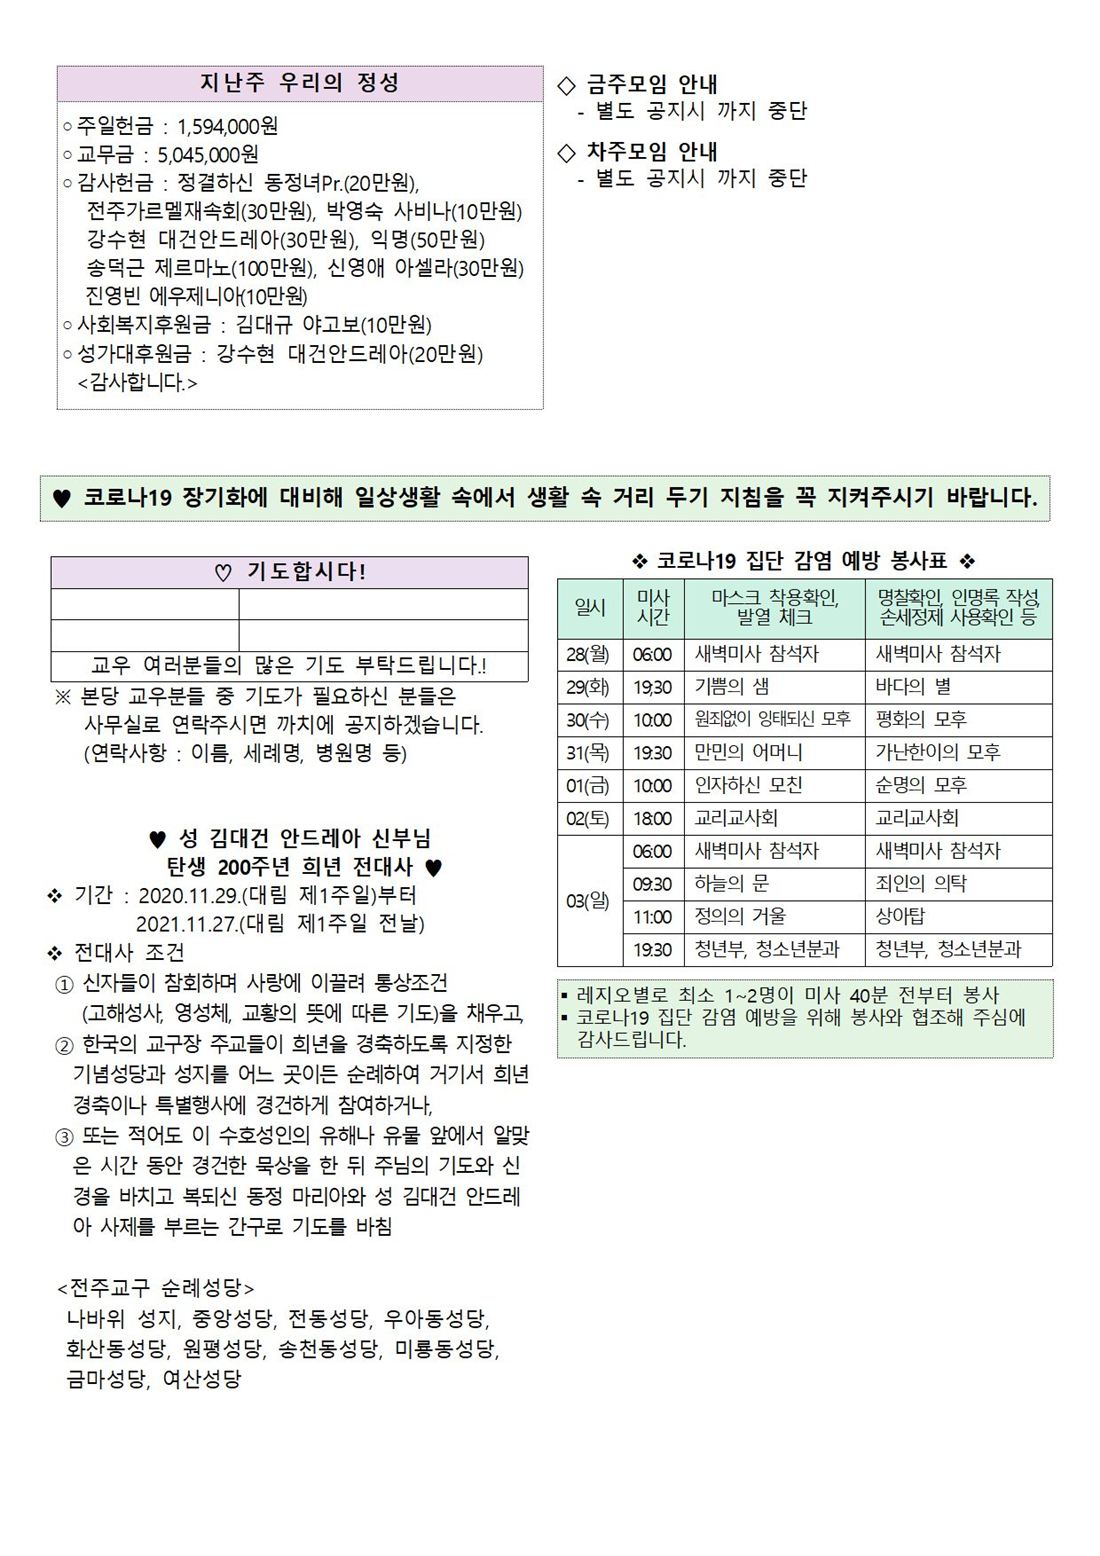 지난주 우리의 정성
○ 주일헌금 : 1,594,000원
○ 교무금 : 5,045,000원
○ 감사헌금 : 정결하신 동정녀Pr.(20만원),
전주가르멜재속회(30만원), 박영숙 사비나(10만원)
강수현 대건안드레아(30만원), 익명(50만원)
송덕근 제르마노(100만원), 신영애 아셀라(30만원)
진영빈 에우제니아(10만원)
○ 사회복지후원금 : 김대규 야고보(10만원)
○ 성가대후원금 : 강수현 대건안드레아(20만원)
<감사합니다.>
◇ 금주모임 안내
- 별도 공지시 까지 중단
◇ 차주모임 안내
- 별도 공지시 까지 중단
♥ 코로나19 장기화에 대비해 일상생활 속에서 생활 속 거리 두기 지침을 꼭 지켜주시기 바랍니다.
♡ 기도합시다!
교우 여러분들의 많은 기도 부탁드립니다.!
※ 본당 교우분들 중 기도가 필요하신 분들은
사무실로 연락주시면 까치에 공지하겠습니다.
(연락사항 : 이름, 세례명, 병원명 등)
♥ 성 김대건 안드레아 신부님
탄생 200주년 희년 전대사 ♥
❖ 기간 : 2020.11.29.(대림 제1주일)부터
2021.11.27.(대림 제1주일 전날)
❖ 전대사 조건
① 신자들이 참회하며 사랑에 이끌려 통상조건
(고해성사, 영성체, 교황의 뜻에 따른 기도)을 채우고,
② 한국의 교구장 주교들이 희년을 경축하도록 지정한
기념성당과 성지를 어느 곳이든 순례하여 거기서 희년
경축이나 특별행사에 경건하게 참여하거나,
③ 또는 적어도 이 수호성인의 유해나 유물 앞에서 알맞
은 시간 동안 경건한 묵상을 한 뒤 주님의 기도와 신
경을 바치고 복되신 동정 마리아와 성 김대건 안드레
아 사제를 부르는 간구로 기도를 바침
<전주교구 순례성당>
나바위 성지, 중앙성당, 전동성당, 우아동성당,
화산동성당, 원평성당, 송천동성당, 미룡동성당,
금마성당, 여산성당
❖ 코로나19 집단 감염 예방 봉사표 ❖
일시 미사 시간 마스크 착용확인, 발열 체크 명찰확인, 인명록 작성, 손세정제 사용확인 등
28(월) 06:00 새벽미사 참석자 새벽미사 참석자
29(화) 19;30 기쁨의 샘 바다의 별
30(수) 10:00 원죄없이 잉태되신 모후 평화의 모후
31(목) 19:30 만민의 어머니 가난한이의 모후
01(금) 10:00 인자하신 모친 순명의 모후
02(토) 18:00 교리교사회 교리교사회
03(일) 06:00 새벽미사 참석자 새벽미사 참석자
09:30 하늘의 문 죄인의 의탁
11:00 정의의 거울 상아탑
19:30 청년부, 청소년분과 청년부, 청소년분과
▪ 레지오별로 최소 1~2명이 미사 40분 전부터 봉사
▪ 코로나19 집단 감염 예방을 위해 봉사와 협조해 주심에
감사드립니다.